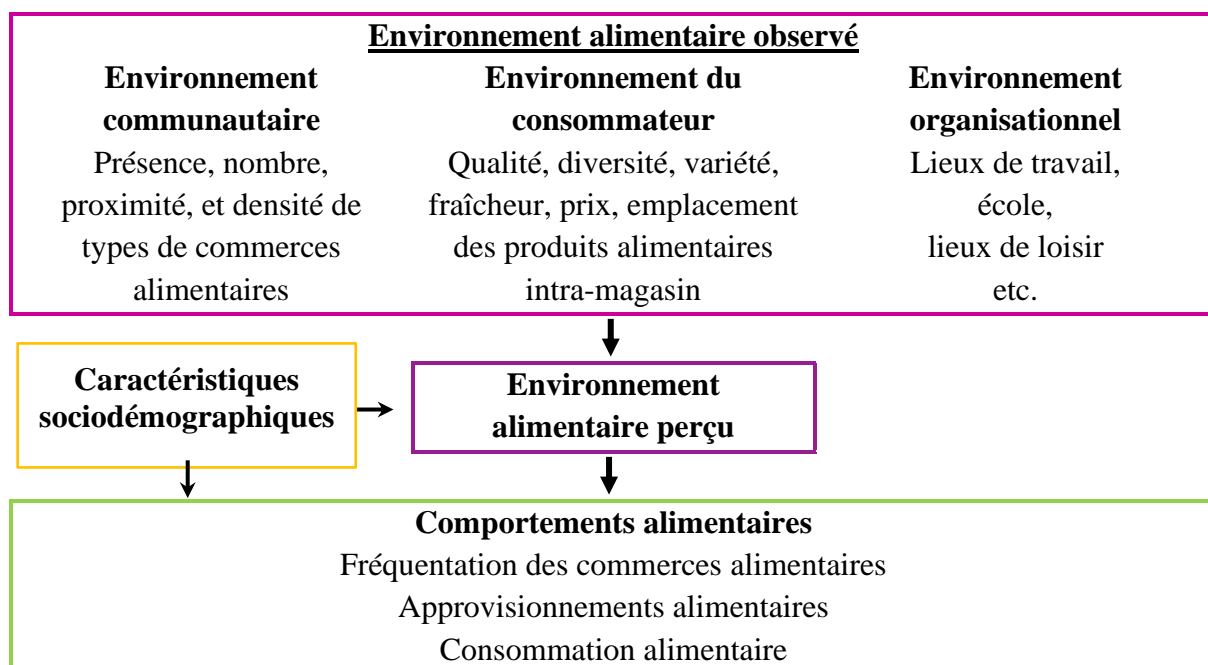 Environnement alimentaire observé
Environnement
communautaire
Présence, nombre,
proximité, et densité de
types de commerces
alimentaires
Environnement du
consommateur
Qualité, diversité, variété,
fraîcheur, prix, emplacement
des produits alimentaires
intra-magasin
Environnement
organisationnel
Lieux de travail,
école,
lieux de loisir
etc.
Caractéristiques
sociodémographiques
Environnement
alimentaire perçu
Comportements alimentaires
Fréquentation des commerces alimentaires
Approvisionnements alimentaires
Consommation alimentaire